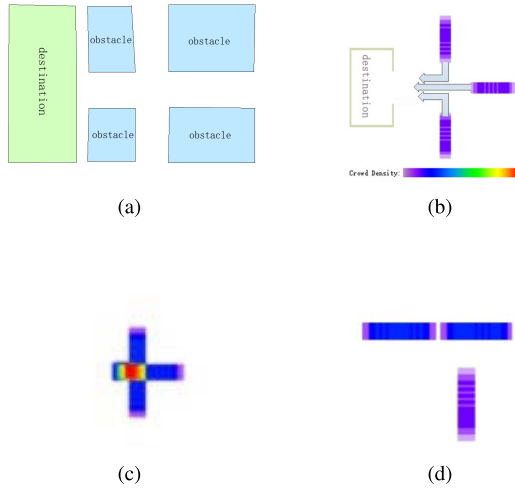 destination
obstacle
obstacle
obstacle
obstacle
(a)
destination
Crowd Density:
(b)
(c)
(d)